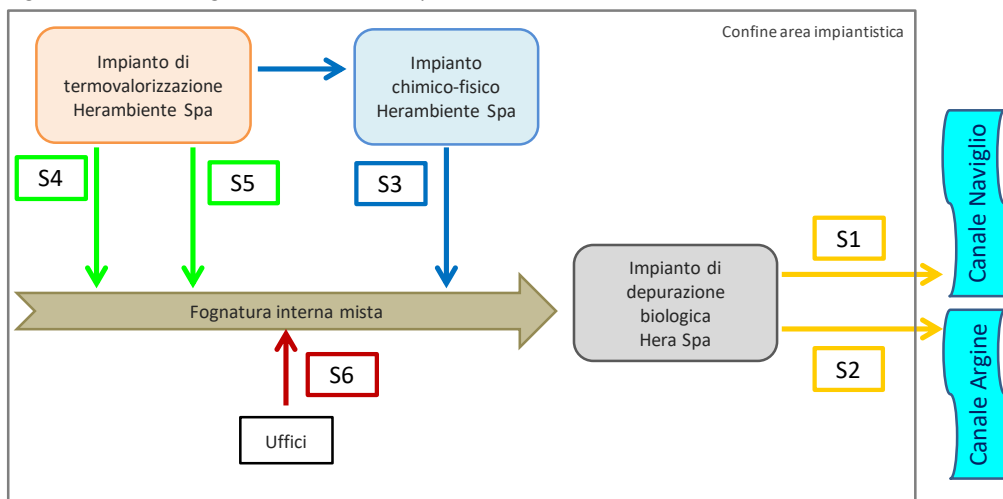 Confine area impiantistica
Impianto di
termovalorizzazione
Herambiente Spa
Impianto
chimico-fisico
Herambiente Spa
S4
S5
S3
Canale Naviglio
S1
Impianto di
depurazione
biologica
Hera Spa
Fognatura interna mista
S6
S2
Canale Argine
Uffici